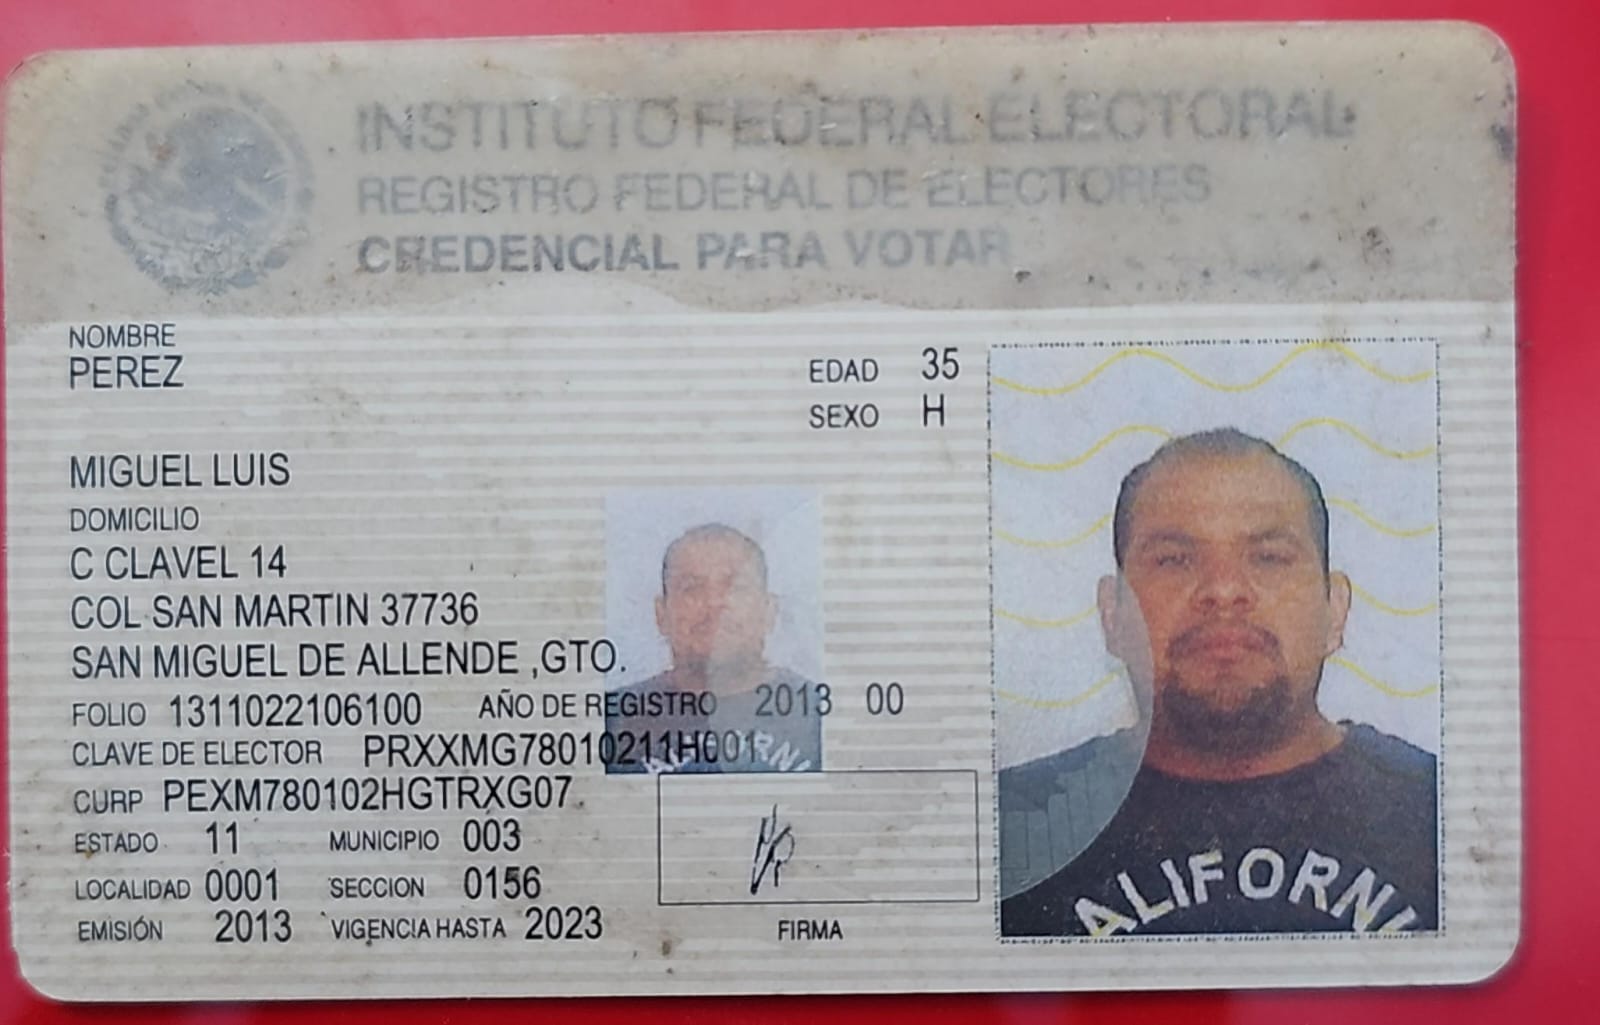 INSTITUTO FEDERAL ELECTORAL
REGISTRO FEDERAL DE ELECTORES
CREDENCIAL PARA VOTAR
NOMBRE
PEREZ
EDAD 35
SEXO H
MIGUEL LUIS
DOMICILIO
C CLAVEL 14
COL SAN MARTIN 37736
SAN MIGUEL DE ALLENDE ,GTO.
FOLIO 1311022106100 AÑO DE REGISTRO 2013 00
CLAVE DE ELECTOR PRXXMG78010211H001
CURP PEXM780102HGTRXG07
ESTADO 11 MUNICIPIO 003
LOCALIDAD 0001 SECCION 0156
EMISIÓN 2013 VIGENCIA HASTA 2023
FIRMA
ALIFORNI